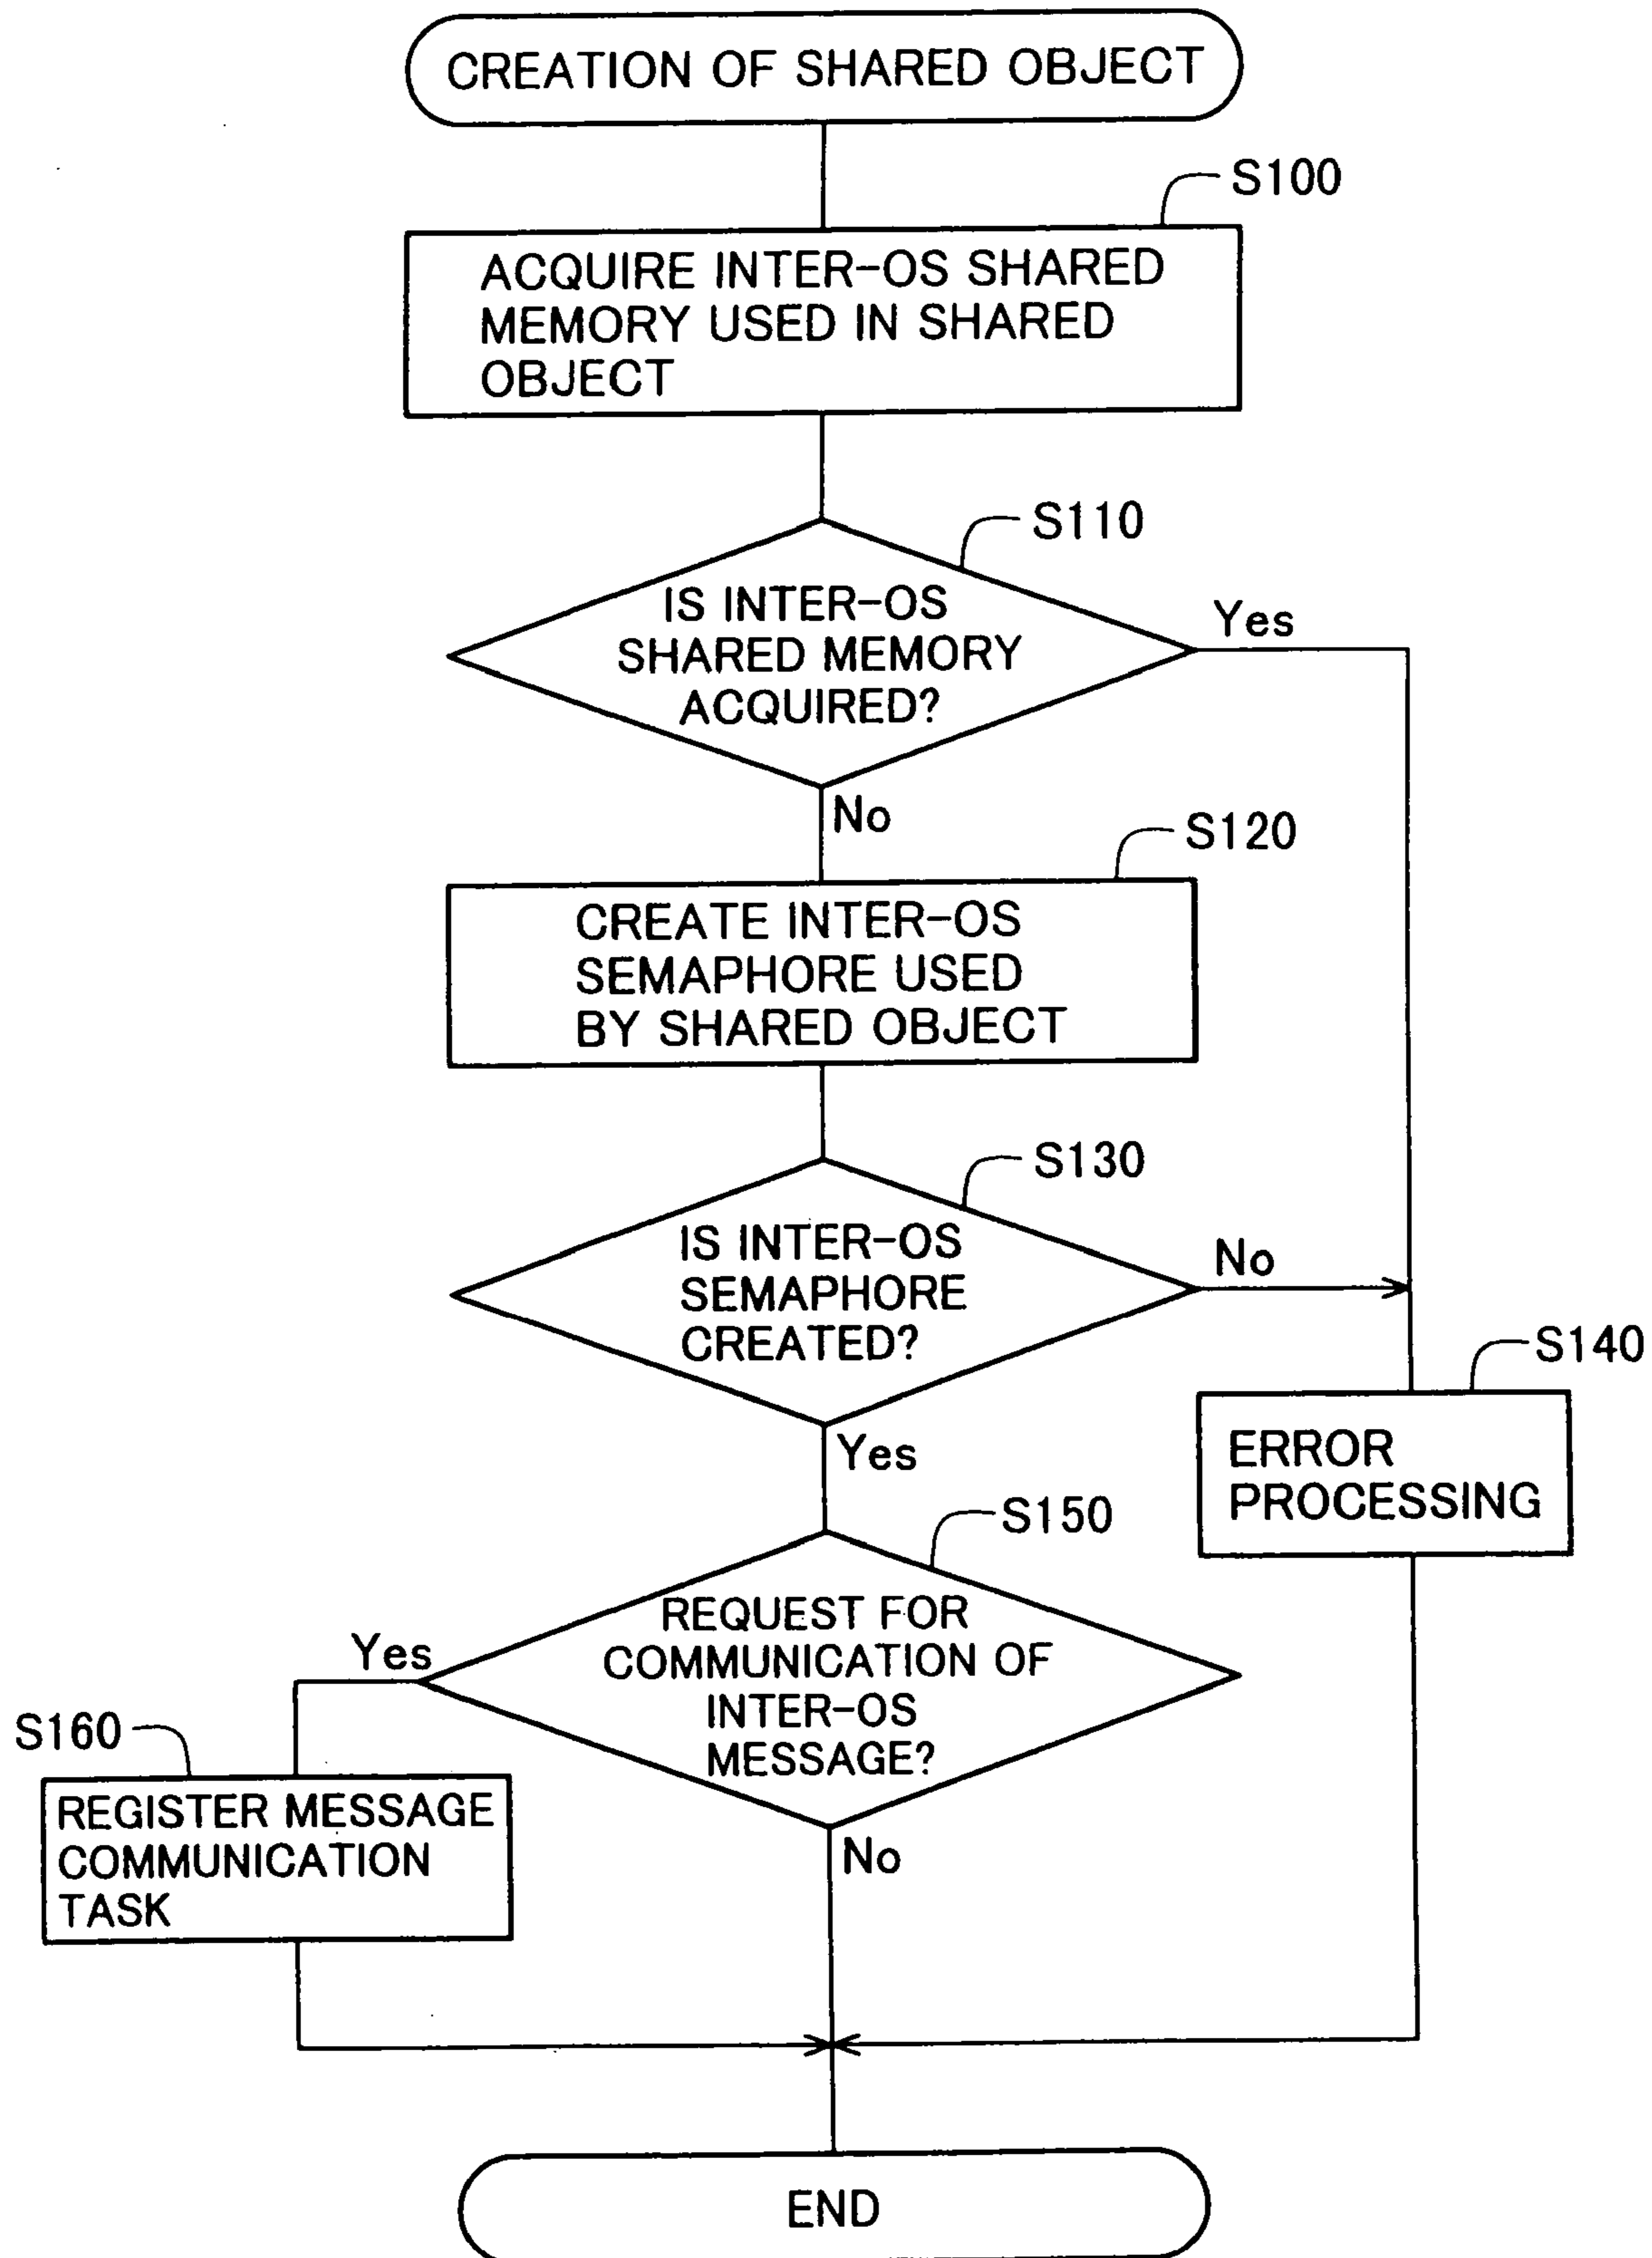 CREATION OF SHARED OBJECT
S100
ACQUIRE INTER-OS SHARED
MEMORY USED IN SHARED
OBJECT
S110
IS INTER-OS
SHARED MEMORY
ACQUIRED?
Yes
No
S120
CREATE INTER-OS
SEMAPHORE USED
BY SHARED OBJECT
S130
IS INTER-OS
SEMAPHORE
CREATED?
No
Yes
S140
ERROR
PROCESSING
S150
REQUEST FOR
COMMUNICATION OF
INTER-OS
MESSAGE?
Yes
No
S160
REGISTER MESSAGE
COMMUNICATION
TASK
END